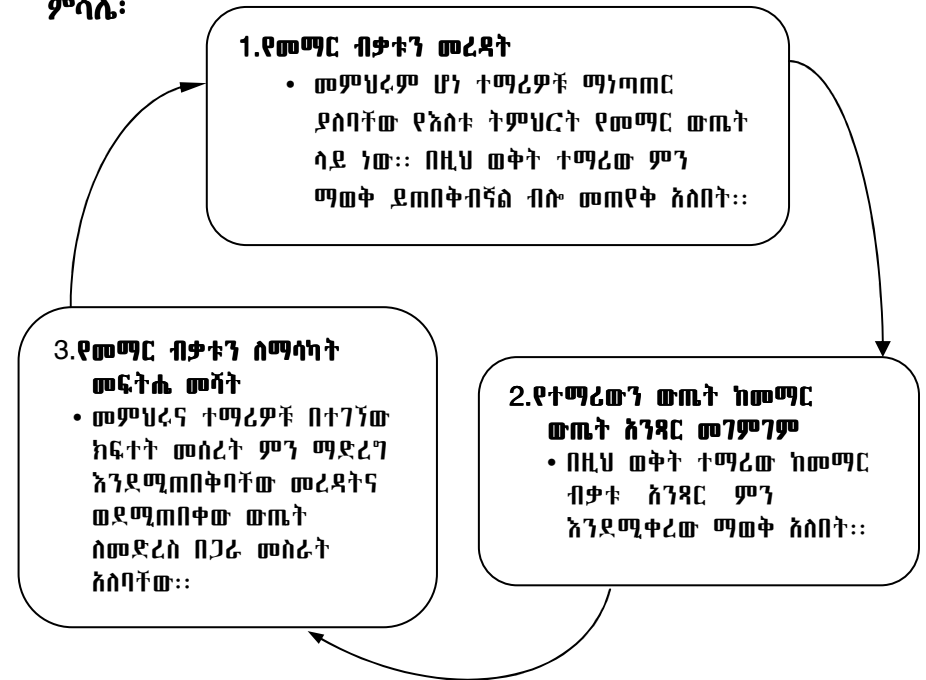 ምሳሌ፡
1.የመማር ብቃቱን መረዳት
• መምህሩም ሆነ ተማሪዎቹ ማነጣጠር
ያለባቸው የእለቱ ትምህርት የመማር ውጤት
ላይ ነው፡፡ በዚህ ወቅት ተማሪው ምን
ማወቅ ይጠበቅብኛል ብሎ መጠየቅ አለበት፡፡
2.የተማሪውን ውጤት ከመማር
ውጤት አንጻር መገምገም
• በዚህ ወቅት ተማሪው ከመማር
ብቃቱ አንጻር ምን
እንደሚቀረው ማወቅ አለበት፡፡
3.የመማር ብቃቱን ለማሳካት
መፍትሔ መሻት
• መምህሩና ተማሪዎቹ በተገኘው
ክፍተት መሰረት ምን ማድረግ
እንደሚጠበቅባቸው መረዳትና
ወደሚጠበቀው ውጤት
ለመድረስ በጋራ መስራት
አለባቸው፡፡